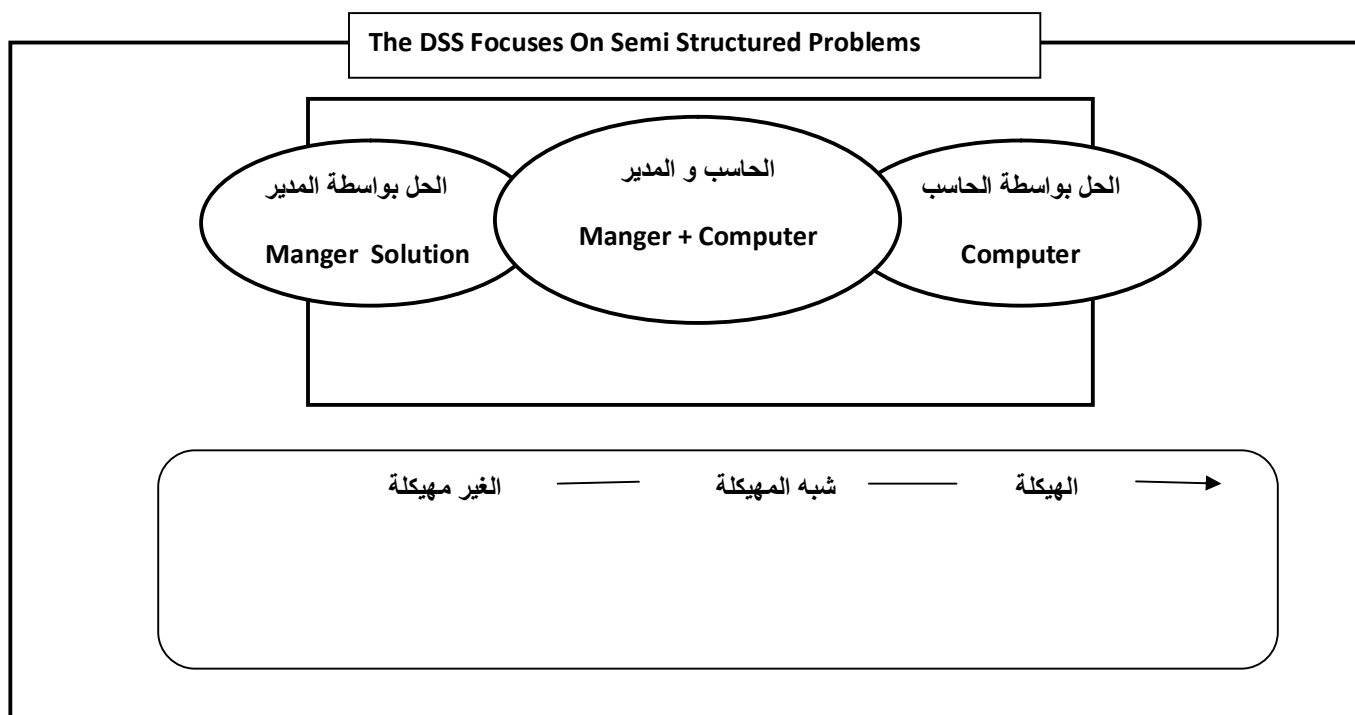 The DSS Focuses On Semi Structured Problems
الحل بواسطة المدير
Manger Solution
الحاسب و المدير
Manger + Computer
الحل بواسطة الحاسب
Computer
الغير مهيكلة
شبه المهيكلة
الهيكلة